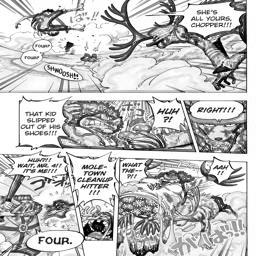 SHE'S
ALL YOURS,
CHOPPER!!!
FOUR?
FOUR?
SHWOOSH!!
RIGHT!!!
HUH
?!
THAT KID
SLIPPED
OUT OF HIS
SHOES!!!
AAH
!!
WHAT
THE--
?!
MOLE-
TOWN
CLEANUP
HITTER
!!!
HUH?!
WAIT, MR. 4!!
IT'S ME!!!
FOUR.